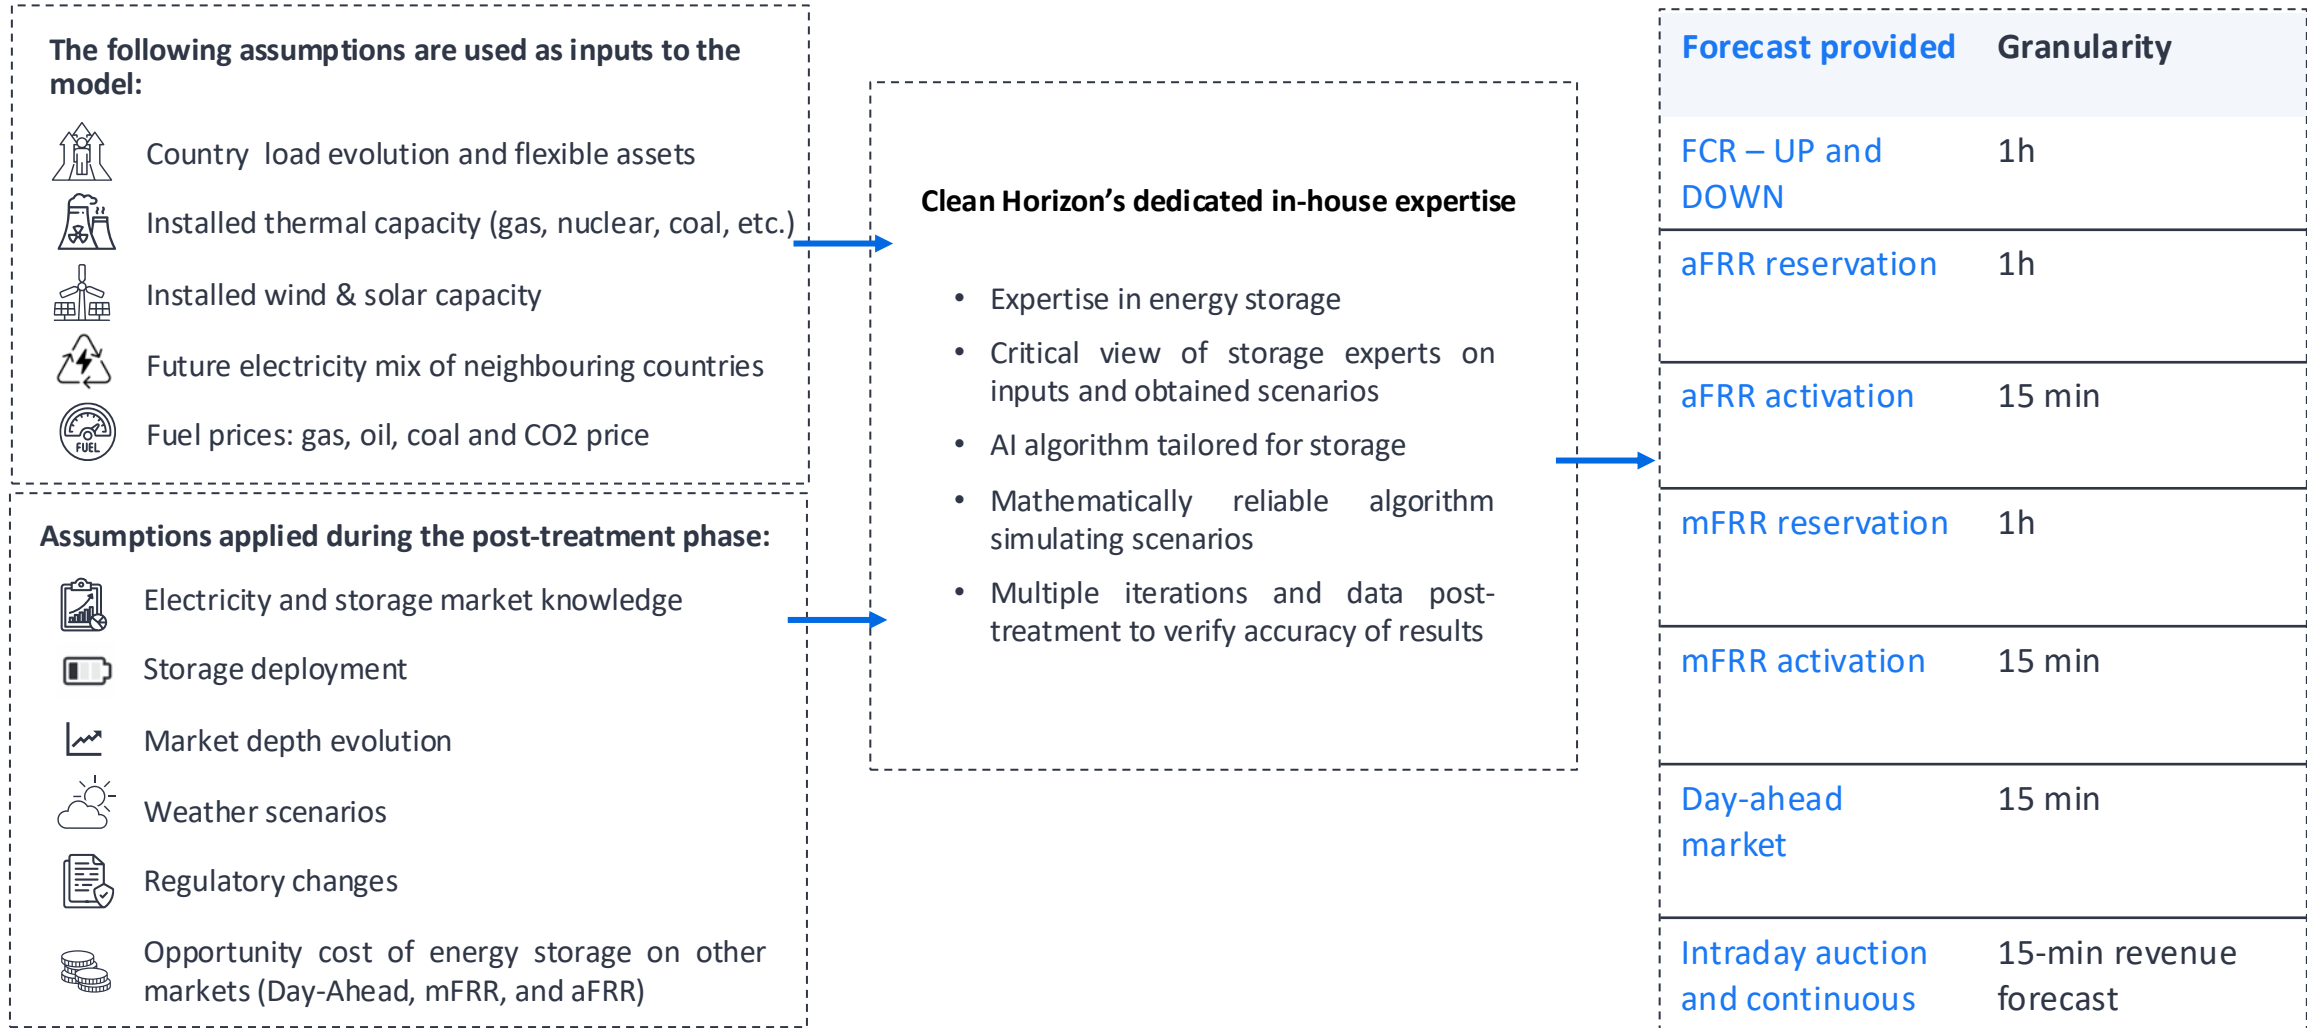 The following assumptions are used as inputs to the
model:
Country load evolution and flexible assets
Installed thermal capacity (gas, nuclear, coal, etc.)
Installed wind & solar capacity
Future electricity mix of neighbouring countries
FUEL
Fuel prices: gas, oil, coal and CO2 price
Assumptions applied during the post-treatment phase:
Electricity and storage market knowledge
Storage deployment
Market depth evolution
Weather scenarios
Regulatory changes
Opportunity cost of energy storage on other
markets (Day-Ahead, mFRR, and aFRR)
Clean Horizon’s dedicated in-house expertise
• Expertise in energy storage
• Critical view of storage experts on
inputs and obtained scenarios
• AI algorithm tailored for storage
• Mathematically reliable algorithm
simulating scenarios
• Multiple iterations and data post-
treatment to verify accuracy of results
Forecast provided Granularity
FCR – UP and 1h
DOWN
aFRR reservation 1h
aFRR activation 15 min
mFRR reservation 1h
mFRR activation 15 min
Day-ahead 15 min
market
Intraday auction 15-min revenue
and continuous forecast